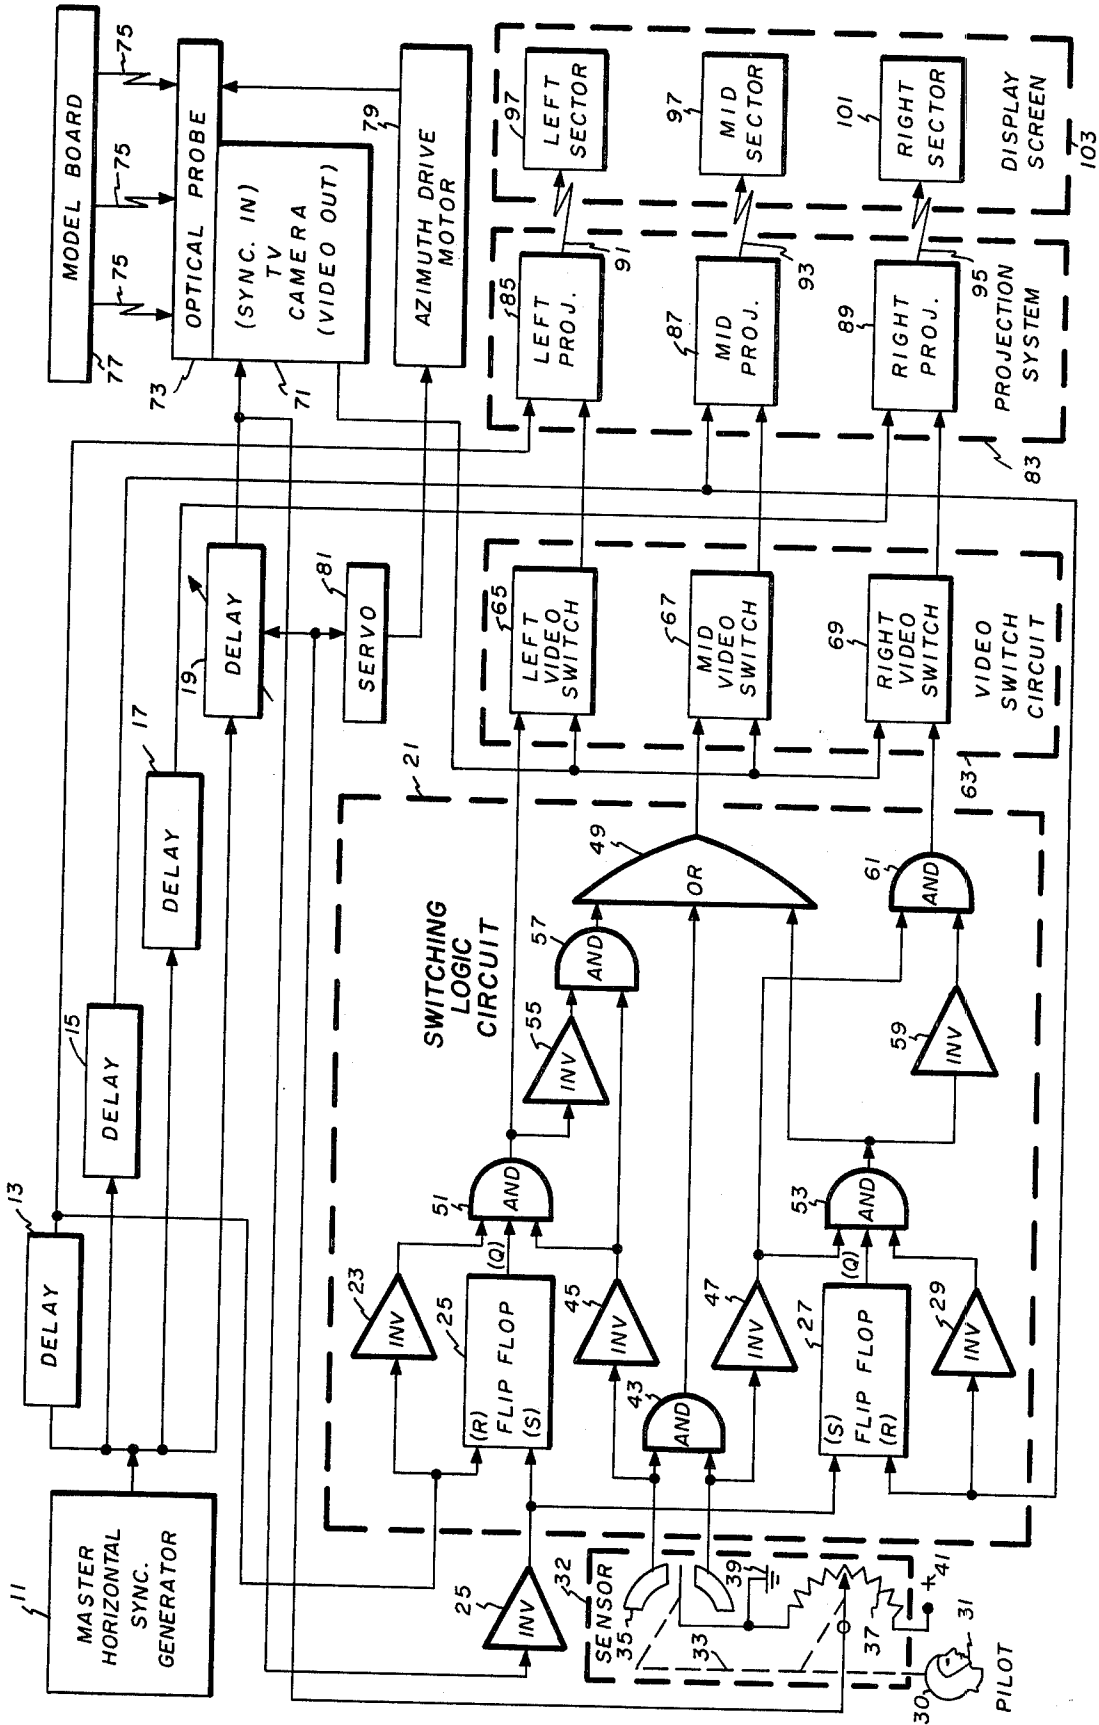 11
MASTER
HORIZONTAL
SYNC.
GENERATOR
13
DELAY
15
DELAY
17
DELAY
19
DELAY
81
SERVO
77
MODEL BOARD
75
75
75
73
OPTICAL PROBE
71
(SYNC. IN)
TV
CAMERA
(VIDEO OUT)
79
AZIMUTH DRIVE
MOTOR
21
SWITCHING
LOGIC
CIRCUIT
25
INV
23
INV
25
(R)
FLIP FLOP
(S)
(Q)
51
AND
55
INV
57
AND
45
INV
43
AND
49
OR
47
INV
27
(S)
FLIP FLOP
(R)
(Q)
29
INV
53
AND
59
INV
61
AND
SENSOR
32
35
33
39
37
41
+
30
31
PILOT
65
LEFT
VIDEO
SWITCH
67
MID
VIDEO
SWITCH
69
RIGHT
VIDEO
SWITCH
63
VIDEO
SWITCH
CIRCUIT
85
LEFT
PROJ.
87
MID
PROJ.
89
RIGHT
PROJ.
91
93
95
83
PROJECTION
SYSTEM
97
LEFT
SECTOR
97
MID
SECTOR
101
RIGHT
SECTOR
DISPLAY
SCREEN
103